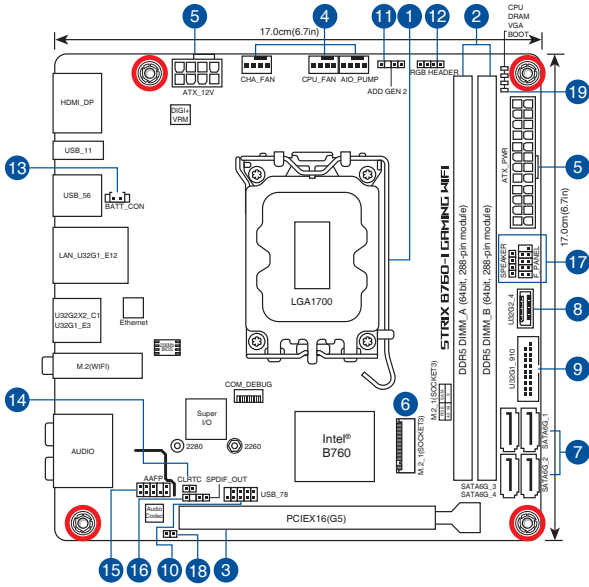 CPU
DRAM
VGA
BOOT
5
4
11
1
12
2
17.0cm(6.7in)
ATX_12V
CHA_FAN
CPU_FAN
AIO_PUMP
ADD GEN 2
RGB HEADER
19
HDMI_DP
DIGI+
VRM
USB_11
13
USB_56
BATT_CON
ATX_PWR
5
17.0cm(6.7in)
LAN_U32G1_E12
LGA1700
STRIX B760-I GAMING WIFI
DDR5 DIMM_A (64bit, 288-pin module)
DDR5 DIMM_B (64bit, 288-pin module)
SPEAKER
F_PANEL
17
U32G2X2_C1
U32G1_E3
Ethernet
U32G2_4
8
M.2(WIFI)
U32G1_910
9
COM_DEBUG
M.2_1(SOCKET3)
14
Super
I/O
6
2280
2260
Intel®
B760
M.2_1(SOCKET3)
SATA6G_1
SATA6G_2
7
AUDIO
AAFP
CLRTC
SPDIF_OUT
USB_78
SATA6G_3
SATA6G_4
Audio
Codec
PCIEX16(G5)
15
16
10
18
3